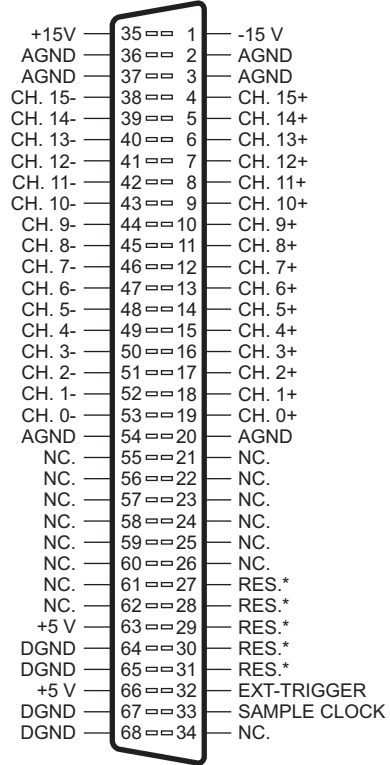 +15V 35 1 -15 V
AGND 36 2 AGND
AGND 37 3 AGND
CH. 15- 38 4 CH. 15+
CH. 14- 39 5 CH. 14+
CH. 13- 40 6 CH. 13+
CH. 12- 41 7 CH. 12+
CH. 11- 42 8 CH. 11+
CH. 10- 43 9 CH. 10+
CH. 9- 44 10 CH. 9+
CH. 8- 45 11 CH. 8+
CH. 7- 46 12 CH. 7+
CH. 6- 47 13 CH. 6+
CH. 5- 48 14 CH. 5+
CH. 4- 49 15 CH. 4+
CH. 3- 50 16 CH. 3+
CH. 2- 51 17 CH. 2+
CH. 1- 52 18 CH. 1+
CH. 0- 53 19 CH. 0+
AGND 54 20 AGND
NC. 55 21 NC.
NC. 56 22 NC.
NC. 57 23 NC.
NC. 58 24 NC.
NC. 59 25 NC.
NC. 60 26 NC.
NC. 61 27 RES.*
NC. 62 28 RES.*
+5 V 63 29 RES.*
DGND 64 30 RES.*
DGND 65 31 RES.*
+5 V 66 32 EXT-TRIGGER
DGND 67 33 SAMPLE CLOCK
DGND 68 34 NC.